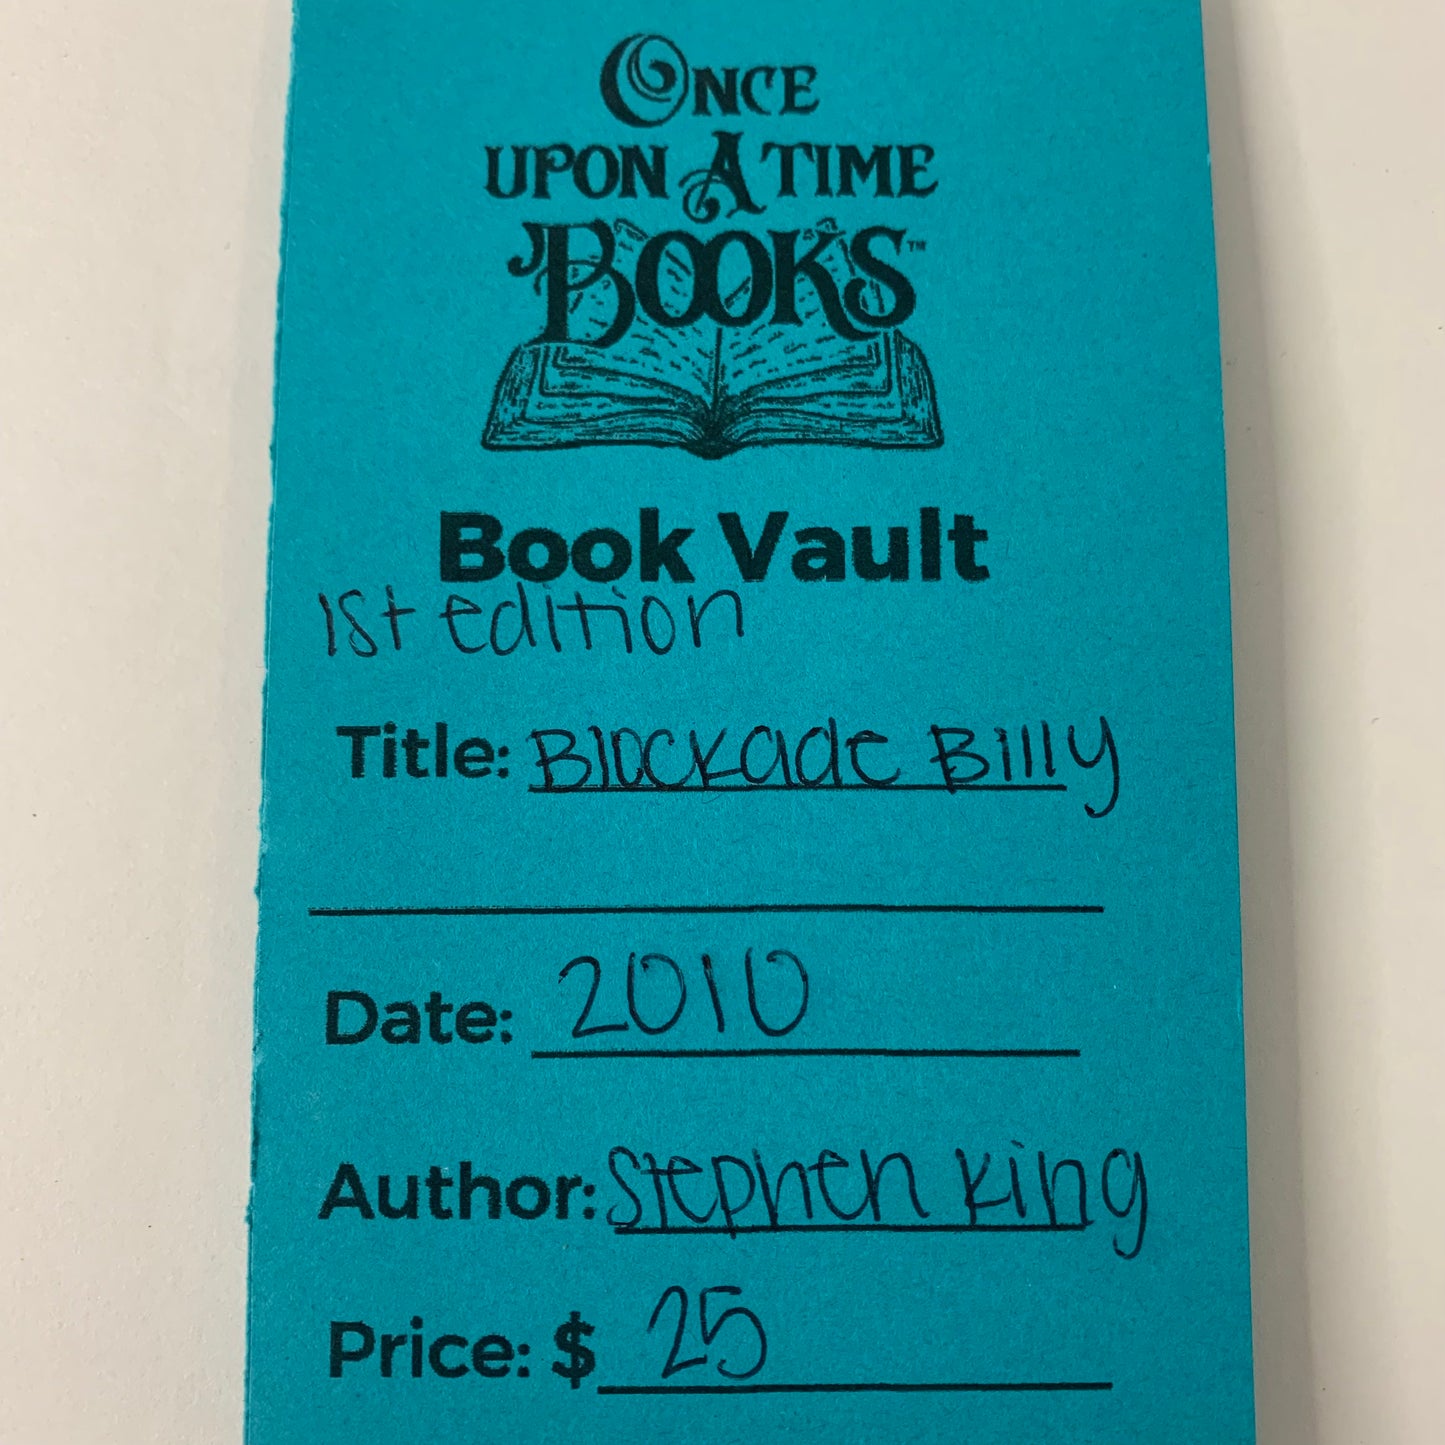 ONCE
UPON A TIME
BOOKS™
Book Vault
1st edition
Title: Blockade Billy
Date: 2010
Author: Stephen King
Price: $ 25